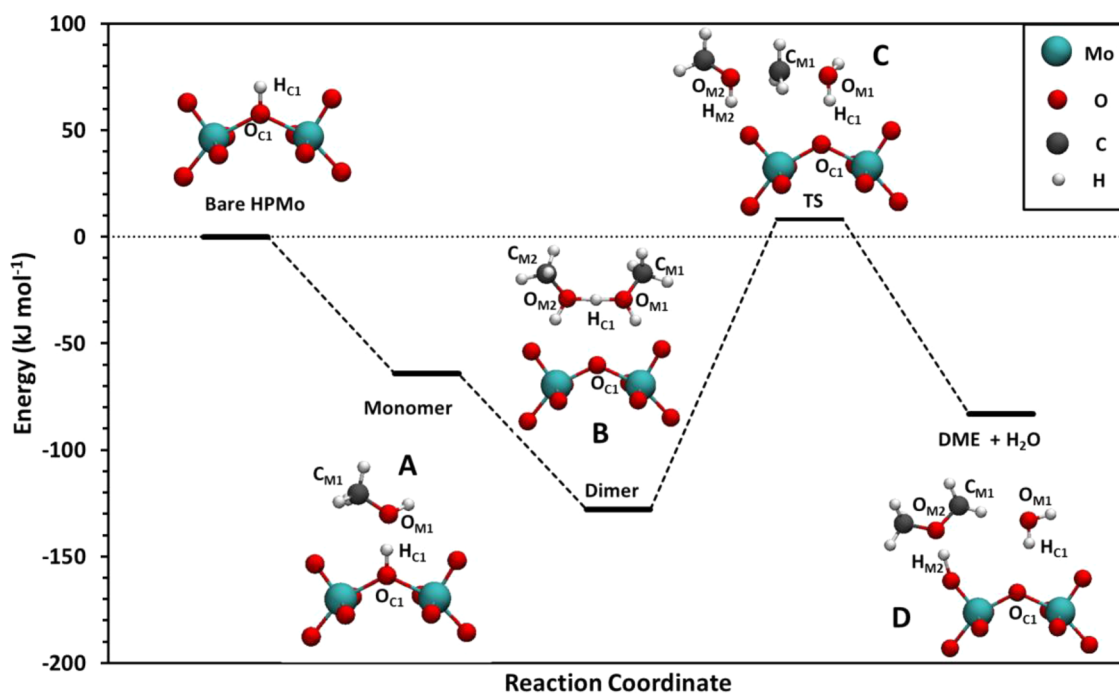 100
50
0
-50
-100
-150
-200
Energy (kJ mol-1)
Reaction Coordinate
HC1
OC1
Bare HPMo
Monomer
A
CM1
OM1
HC1
OC1
CM2
CM1
OM2
OM1
HC1
OC1
B
Dimer
C
CM1
OM2
OM1
HM2
HC1
OC1
TS
DME + H2O
CM1
OM2
OM1
HM2
HC1
OC1
D
Mo
O
C
H